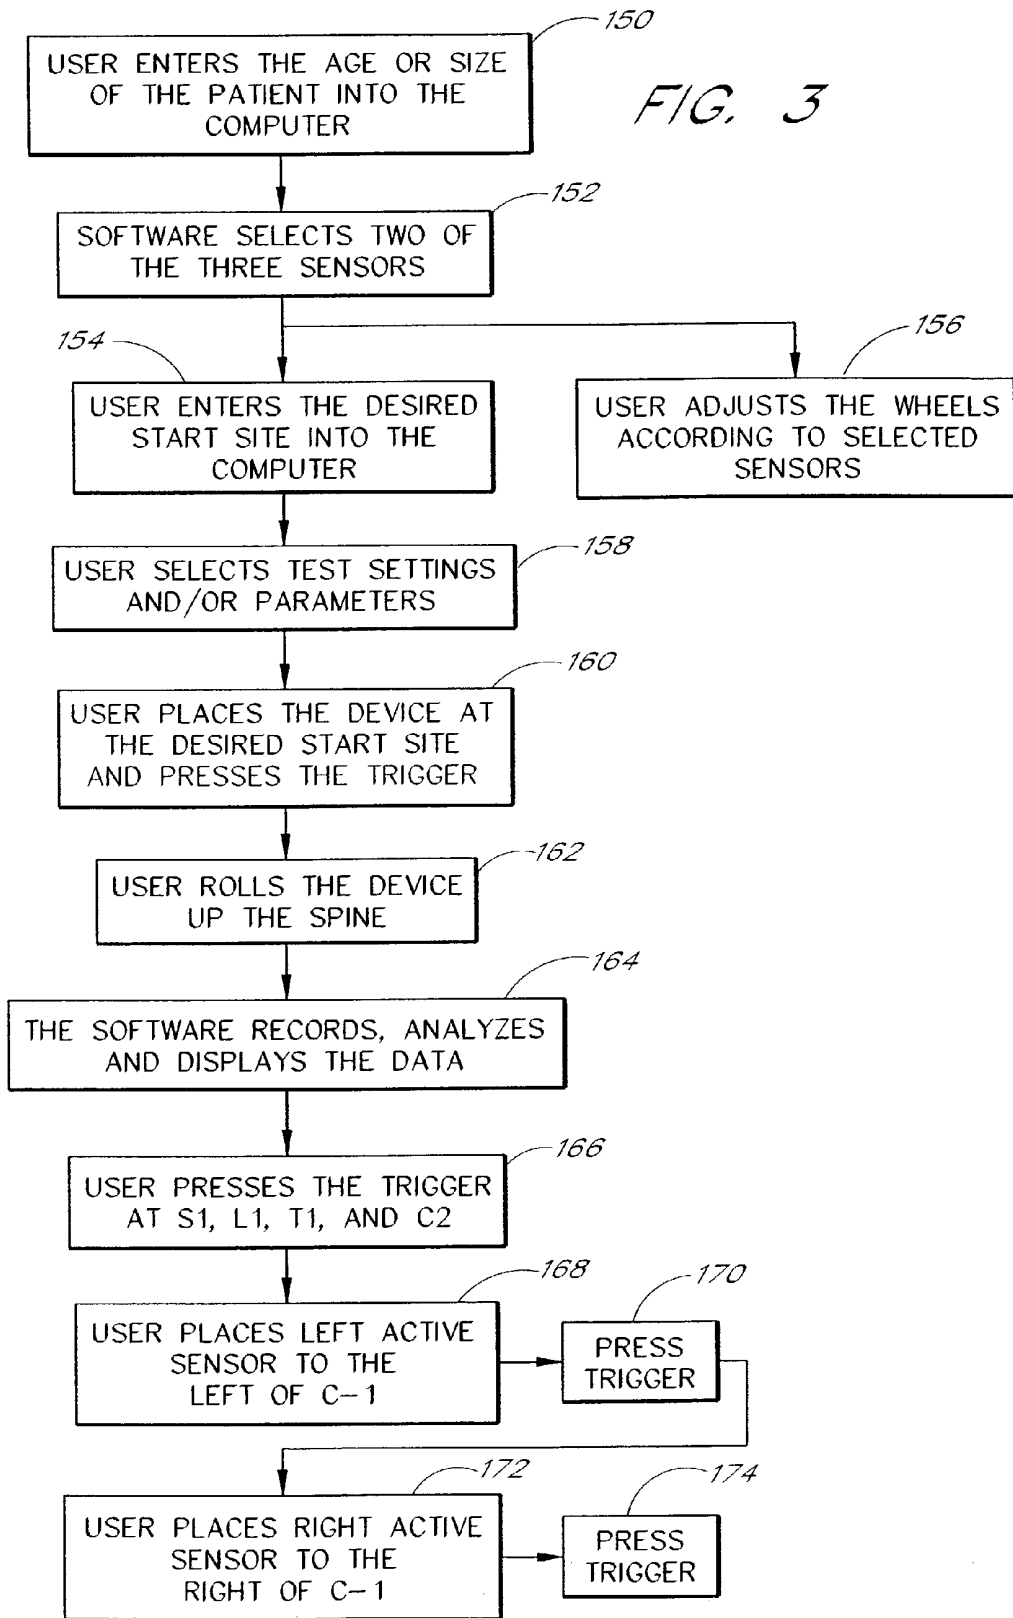 150
USER ENTERS THE AGE OR SIZE
OF THE PATIENT INTO THE
COMPUTER
FIG. 3
152
SOFTWARE SELECTS TWO OF
THE THREE SENSORS
154
USER ENTERS THE DESIRED
START SITE INTO THE
COMPUTER
156
USER ADJUSTS THE WHEELS
ACCORDING TO SELECTED
SENSORS
158
USER SELECTS TEST SETTINGS
AND/OR PARAMETERS
160
USER PLACES THE DEVICE AT
THE DESIRED START SITE
AND PRESSES THE TRIGGER
162
USER ROLLS THE DEVICE
UP THE SPINE
164
THE SOFTWARE RECORDS, ANALYZES
AND DISPLAYS THE DATA
166
USER PRESSES THE TRIGGER
AT S1, L1, T1, AND C2
168
USER PLACES LEFT ACTIVE
SENSOR TO THE
LEFT OF C-1
170
PRESS
TRIGGER
172
USER PLACES RIGHT ACTIVE
SENSOR TO THE
RIGHT OF C-1
174
PRESS
TRIGGER